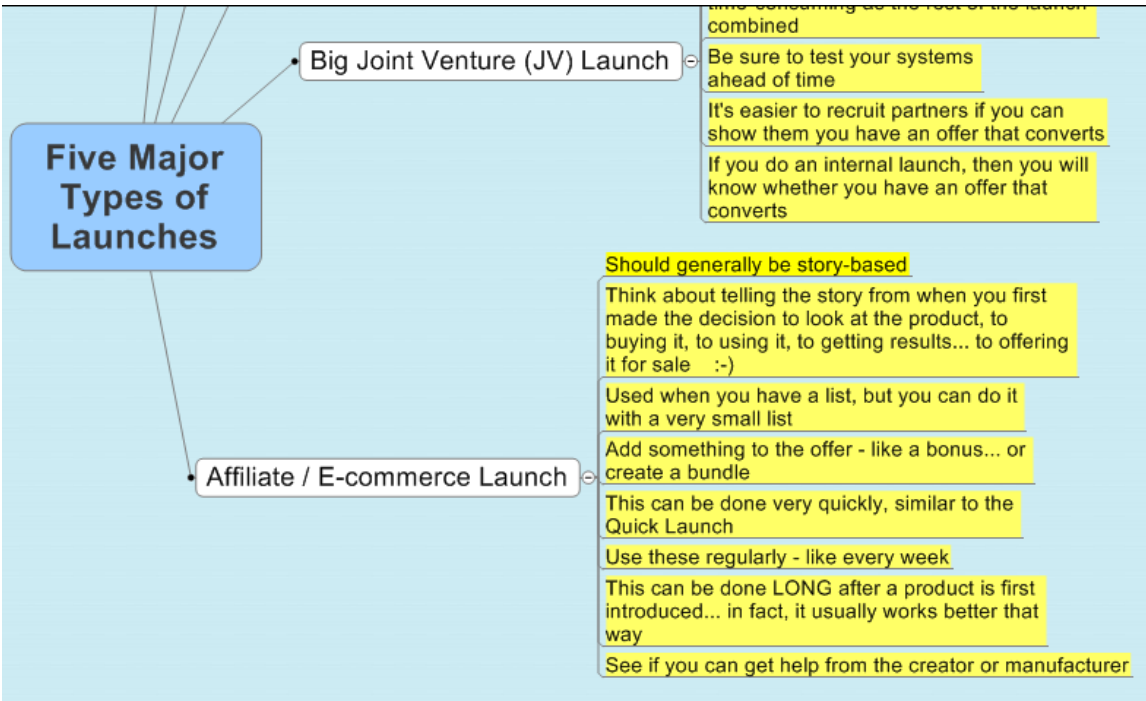 time-consuming as the rest of the launch
combined
Big Joint Venture (JV) Launch
Be sure to test your systems
ahead of time
It's easier to recruit partners if you can
show them you have an offer that converts
If you do an internal launch, then you will
know whether you have an offer that
converts
Five Major
Types of
Launches
Should generally be story-based
Think about telling the story from when you first
made the decision to look at the product, to
buying it, to using it, to getting results... to offering
it for sale :-)
Used when you have a list, but you can do it
with a very small list
Affiliate / E-commerce Launch
Add something to the offer - like a bonus... or
create a bundle
This can be done very quickly, similar to the
Quick Launch
Use these regularly - like every week
This can be done LONG after a product is first
introduced... in fact, it usually works better that
way
See if you can get help from the creator or manufacturer